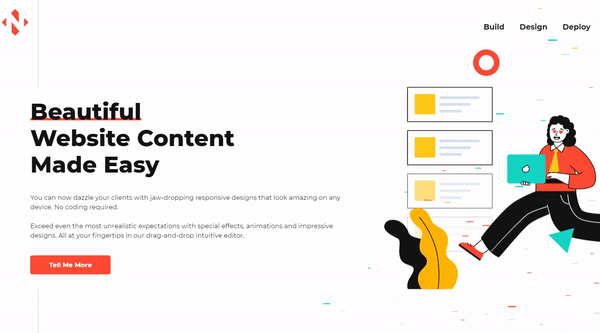 Build Design Deploy
Beautiful
Website Content
Made Easy
You can now dazzle your clients with jaw-dropping responsive designs that look amazing on any
device. No coding required.
Exceed even the most unrealistic expectations with special effects, animations and impressive
designs. All at your fingertips in our drag-and-drop intuitive editor.
Tell Me More